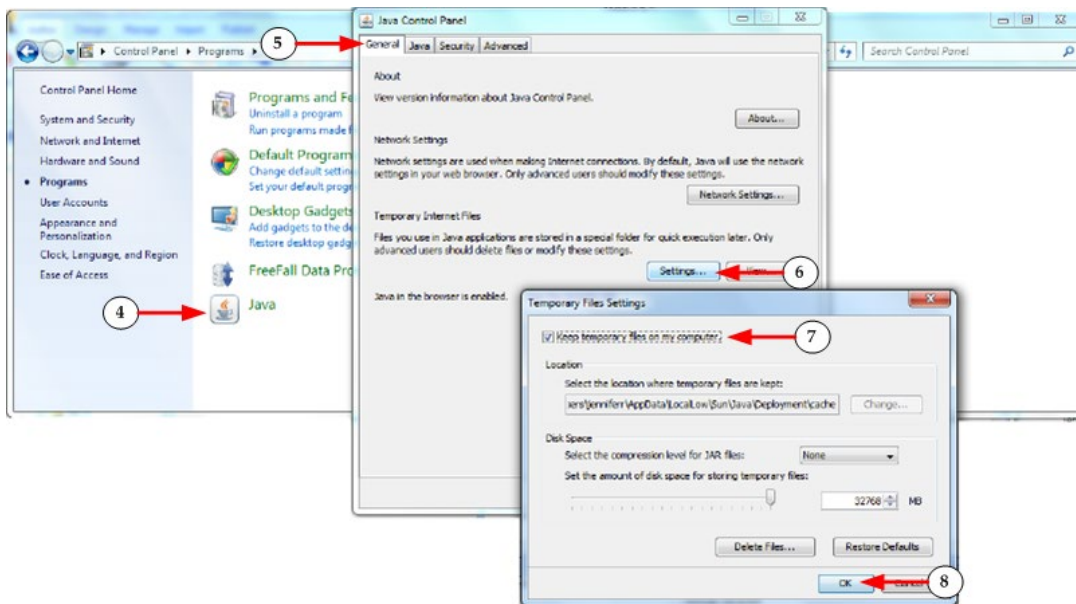 Control Panel ▸ Programs ▸
Search Control Panel
Control Panel Home
System and Security
Network and Internet
Hardware and Sound
Programs
User Accounts
Appearance and
Personalization
Clock, Language, and Region
Ease of Access
Programs and Fe
Uninstall a program
Run programs made f
Default Program
Change default settin
Set your default progr
Desktop Gadgets
Add gadgets to the de
Restore desktop gadg
FreeFall Data Pro
Java
4
5
Java Control Panel
General Java Security Advanced
About
View version information about Java Control Panel.
About...
Network Settings
Network settings are used when making Internet connections. By default, Java will use the network
settings in your web browser. Only advanced users should modify these settings.
Network Settings...
Temporary Internet Files
Files you use in Java applications are stored in a special folder for quick execution later. Only
advanced users should delete files or modify these settings.
Settings... View...
6
Java in the browser is enabled.
Temporary Files Settings
Keep temporary files on my computer.
7
Location
Select the location where temporary files are kept:
xers\jenniferr\AppData\LocalLow\Sun\Java\Deployment\cache
Change...
Disk Space
Select the compression level for JAR files: None
Set the amount of disk space for storing temporary files:
32768 MB
Delete Files... Restore Defaults
OK Cancel
8